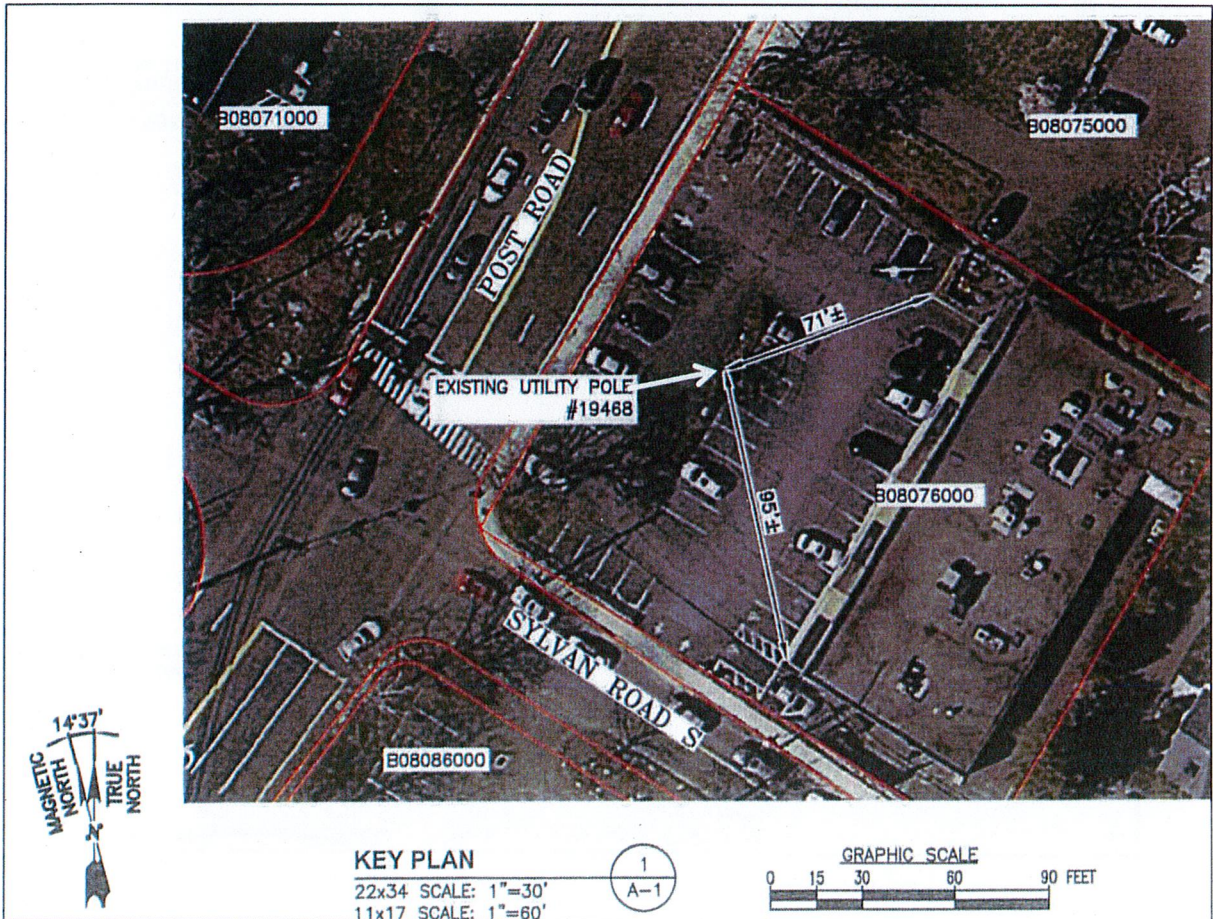 B08071000
B08075000
POST ROAD
71'±
EXISTING UTILITY POLE
#19468
95'±
B08076000
SYLVAN ROAD S
B08086000
14°37'
MAGNETIC
NORTH
TRUE
NORTH
KEY PLAN
22x34 SCALE: 1"=30'
11x17 SCALE: 1"=60'
1
A-1
GRAPHIC SCALE
0 15 30 60 90 FEET